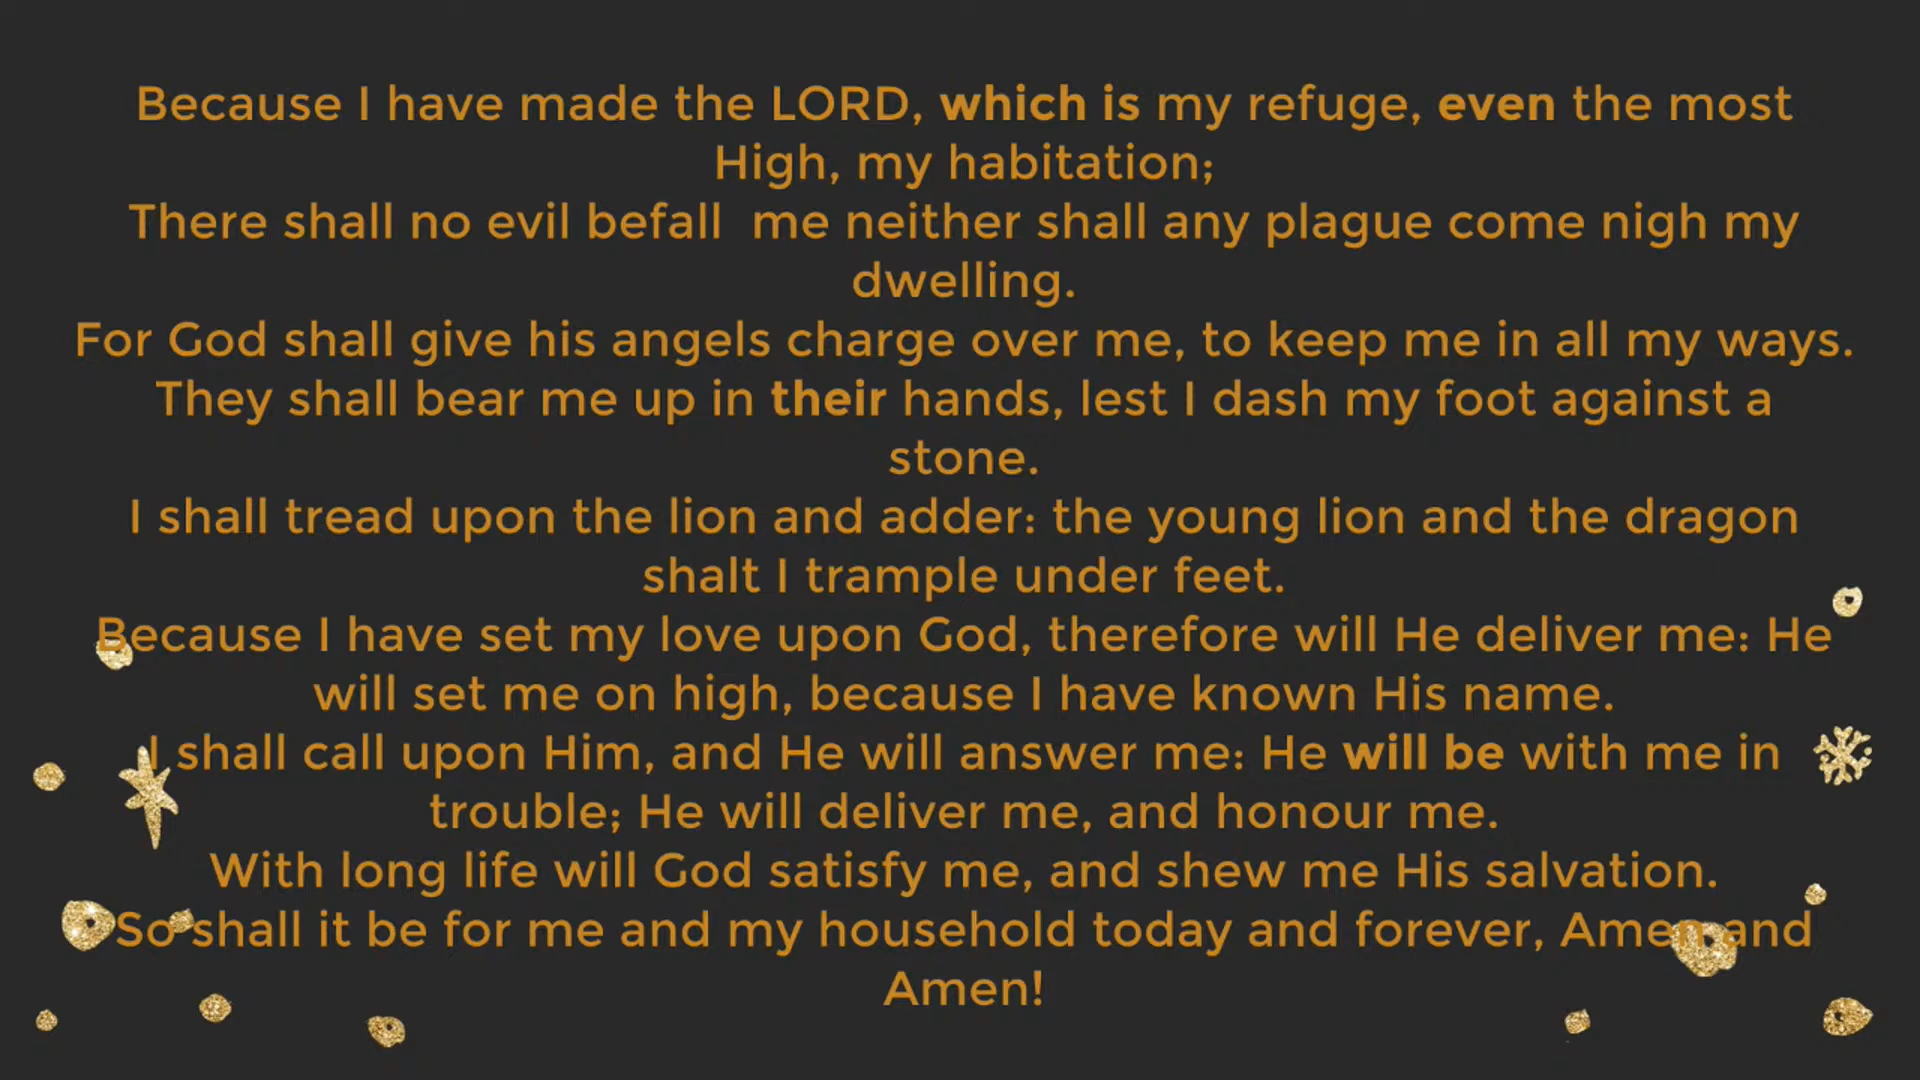 Because I have made the LORD, which is my refuge, even the most
High, my habitation;
There shall no evil befall  me neither shall any plague come nigh my
dwelling.
For God shall give his angels charge over me, to keep me in all my ways.
They shall bear me up in their hands, lest I dash my foot against a
stone.
I shall tread upon the lion and adder: the young lion and the dragon
shalt I trample under feet.
Because I have set my love upon God, therefore will He deliver me: He
will set me on high, because I have known His name.
I shall call upon Him, and He will answer me: He will be with me in
trouble; He will deliver me, and honour me.
With long life will God satisfy me, and shew me His salvation.
So shall it be for me and my household today and forever, Amen and
Amen!